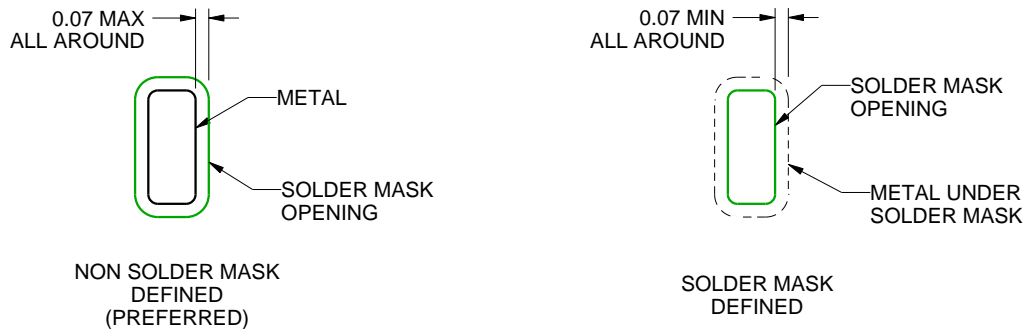 0.07 MAX
ALL AROUND
METAL
SOLDER MASK
OPENING
NON SOLDER MASK
DEFINED
(PREFERRED)
0.07 MIN
ALL AROUND
SOLDER MASK
OPENING
METAL UNDER
SOLDER MASK
SOLDER MASK
DEFINED